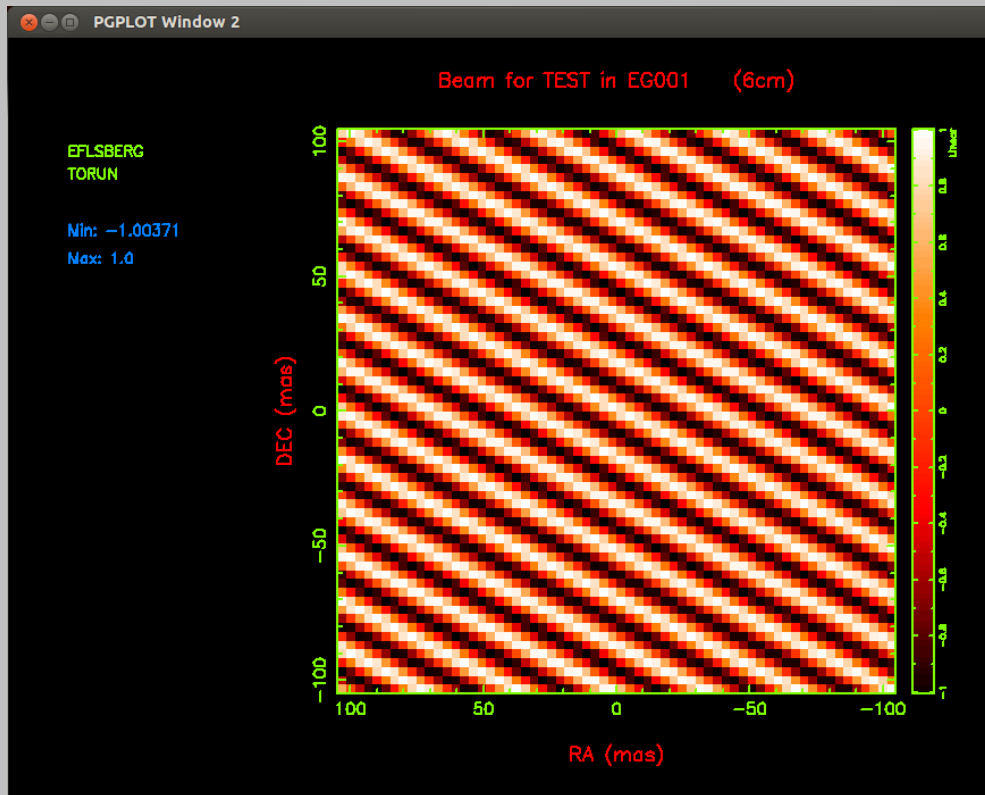 PGPLOT Window 2
Beam for TEST in EG001 (6cm)
EFLSBERG
TORUN
Min: -1.00371
Max: 1.0
DEC (mas)
100
50
0
-50
-100
100 50 0 -50 -100
RA (mas)
Linear
1
0.8
0.6
0.4
0.2
0
-0.2
-0.4
-0.6
-0.8
-1